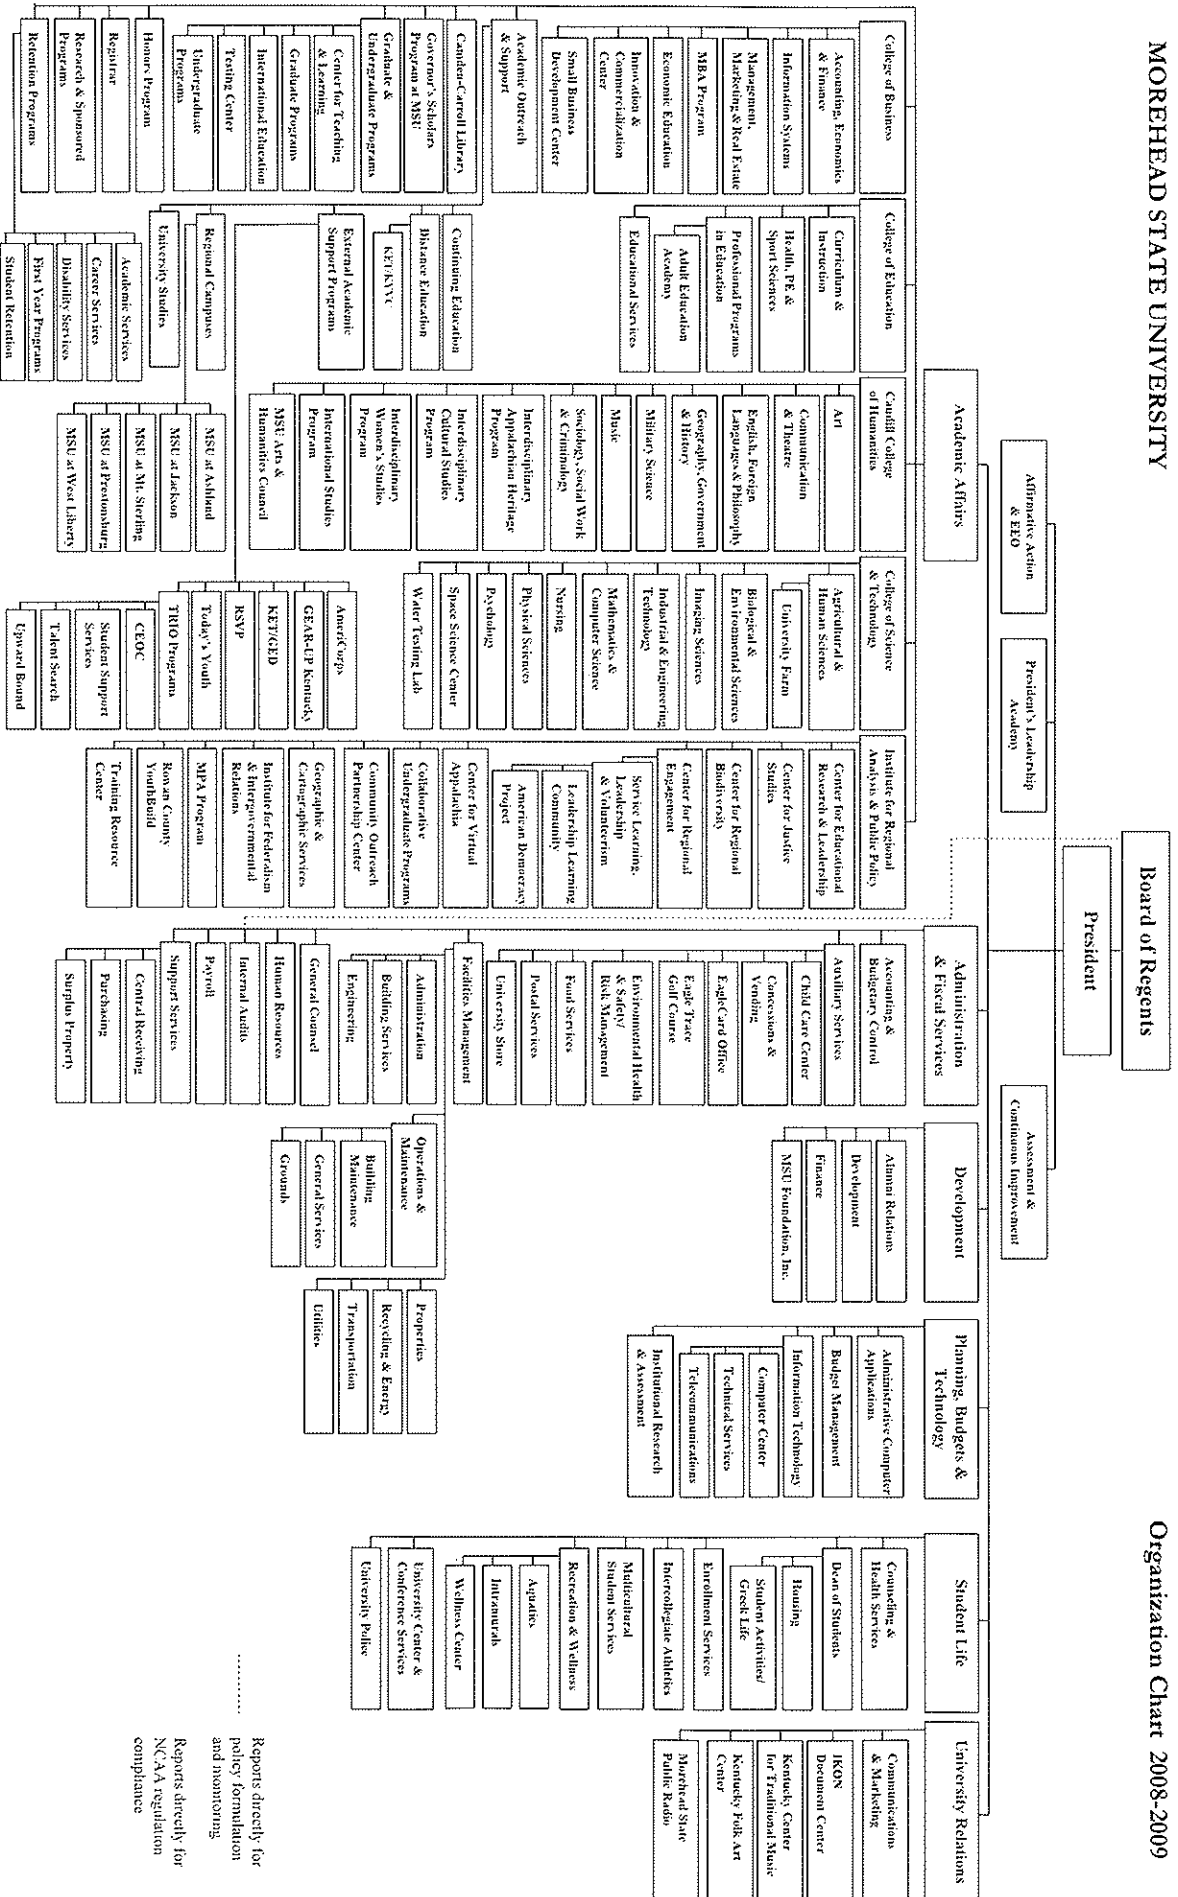 MOREHEAD STATE UNIVERSITY
Organization Chart 2008-2009
Board of Regents
President
Affirmative Action
& EEO
President's Leadership
Academy
Assessment &
Continuous Improvement
Academic Affairs
Administration
& Fiscal Services
Development
Planning, Budgets &
Technology
Student Life
University Relations
College of Business
Accounting, Economics
& Finance
Information Systems
Management,
Marketing & Real Estate
MBA Program
Economic Education
Innovation &
Commercialization
Center
Small Business
Development Center
Academic Outreach
& Support
Camden-Carroll Library
Governor's Scholars
Program at MSU
Graduate &
Undergraduate Programs
Center for Teaching
& Learning
Graduate Programs
International Education
Testing Center
Undergraduate
Programs
Honors Program
Registrar
Research & Sponsored
Programs
Retention Programs
College of Education
Curriculum &
Instruction
Health, PE &
Sport Sciences
Professional Programs
in Education
Adult Education
Academy
Educational Services
Continuing Education
Distance Education
KET/KYVC
External Academic
Support Programs
Regional Campuses
University Studies
Academic Services
Career Services
Disability Services
First Year Programs
Student Retention
Caudill College
of Humanities
Art
Communication
& Theatre
English, Foreign
Languages & Philosophy
Geography, Government
& History
Military Science
Music
Sociology, Social Work
& Criminology
Interdisciplinary
Appalachian Heritage
Program
Interdisciplinary
Cultural Studies
Program
Interdisciplinary
Women's Studies
Program
International Studies
Program
MSU Arts &
Humanities Council
MSU at Ashland
MSU at Jackson
MSU at Mt. Sterling
MSU at Prestonsburg
MSU at West Liberty
College of Science
& Technology
Agricultural &
Human Sciences
University Farm
Biological &
Environmental Sciences
Imaging Sciences
Industrial & Engineering
Technology
Mathematics &
Computer Science
Nursing
Physical Sciences
Psychology
Space Science Center
Water Testing Lab
AmeriCorps
GEAR-UP Kentucky
KET/GED
RSVP
Today's Youth
TRIO Programs
CEOC
Student Support
Services
Talent Search
Upward Bound
Institute for Regional
Analysis & Public Policy
Center for Educational
Research & Leadership
Center for Justice
Studies
Center for Regional
Biodiversity
Center for Regional
Engagement
Service Learning,
Leadership
& Volunteerism
Leadership Learning
Community
American Democracy
Project
Center for Virtual
Appalachia
Collaborative
Undergraduate Programs
Community Outreach
Partnership Center
Geographic &
Cartographic Services
Institute for Federalism
& Intergovernmental
Relations
MPA Program
Rowan County
YouthBuild
Training Resource
Center
Accounting &
Budgetary Control
Auxiliary Services
Child Care Center
Concessions &
Vending
EagleCard Office
Eagle Trace
Golf Course
Environmental Health
& Safety/
Risk Management
Food Services
Postal Services
University Store
Facilities Management
Administration
Building Services
Engineering
Operations &
Maintenance
Building
Maintenance
General Services
Grounds
Properties
Recycling & Energy
Transportation
Utilities
General Counsel
Human Resources
Internal Audits
Payroll
Support Services
Central Receiving
Purchasing
Surplus Property
Alumni Relations
Development
Finance
MSU Foundation, Inc.
Administrative Computer
Applications
Budget Management
Information Technology
Computer Center
Technical Services
Telecommunications
Institutional Research
& Assessment
Counseling &
Health Services
Dean of Students
Housing
Student Activities/
Greek Life
Enrollment Services
Intercollegiate Athletics
Multicultural
Student Services
Recreation & Wellness
Aquatics
Intramurals
Wellness Center
University Center &
Conference Services
University Police
Communications
& Marketing
IKON
Document Center
Kentucky Center
for Traditional Music
Kentucky Folk Art
Center
Morehead State
Public Radio
Reports directly for
policy formulation
and monitoring
Reports directly for
NCAA regulation
compliance